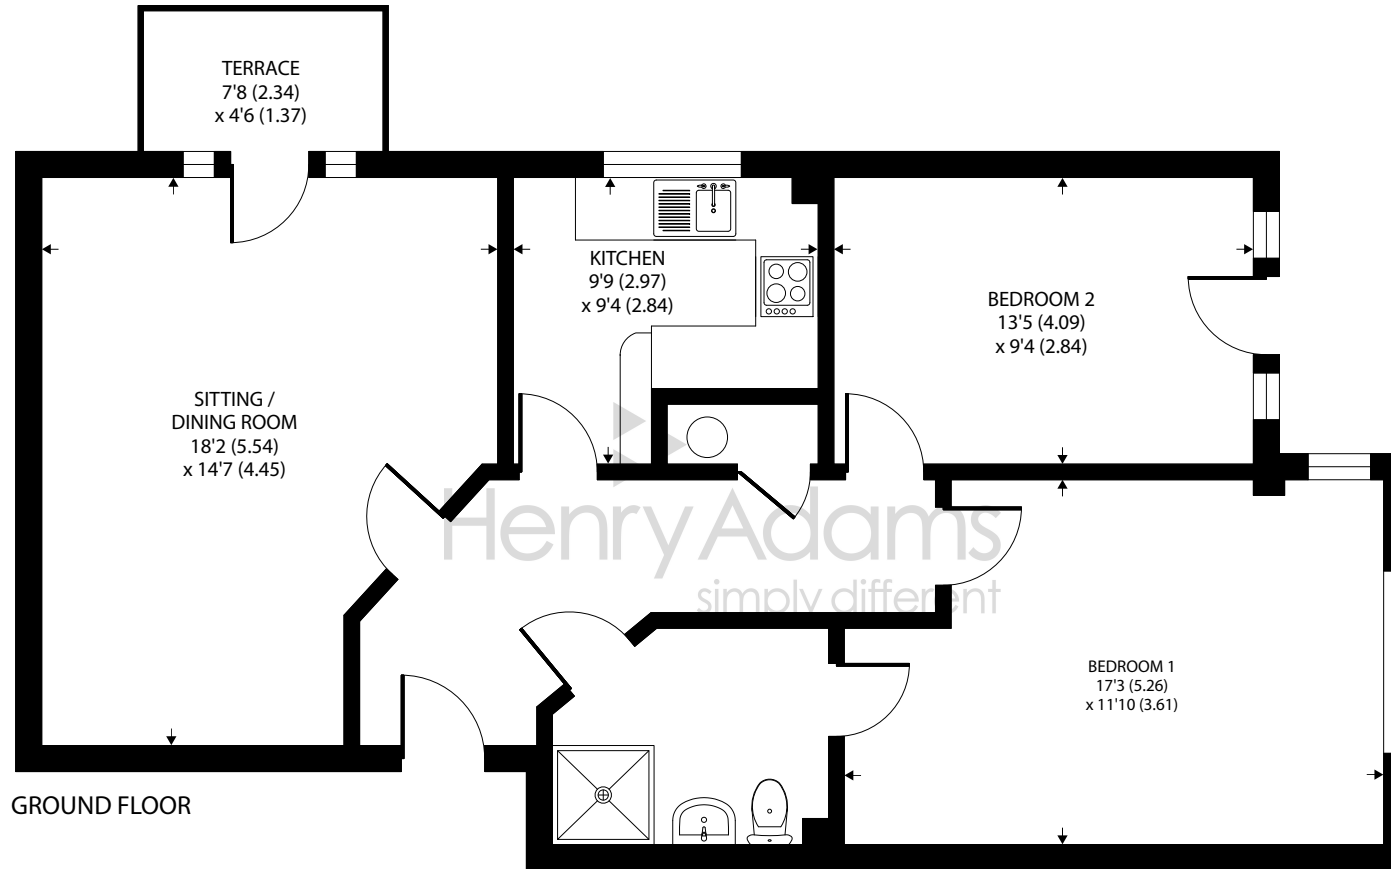 TERRACE
7'8 (2.34)
x 4'6 (1.37)
KITCHEN
9'9 (2.97)
x 9'4 (2.84)
BEDROOM 2
13'5 (4.09)
x 9'4 (2.84)
SITTING /
DINING ROOM
18'2 (5.54)
x 14'7 (4.45)
Henry Adams
simply different
BEDROOM 1
17'3 (5.26)
x 11'10 (3.61)
GROUND FLOOR